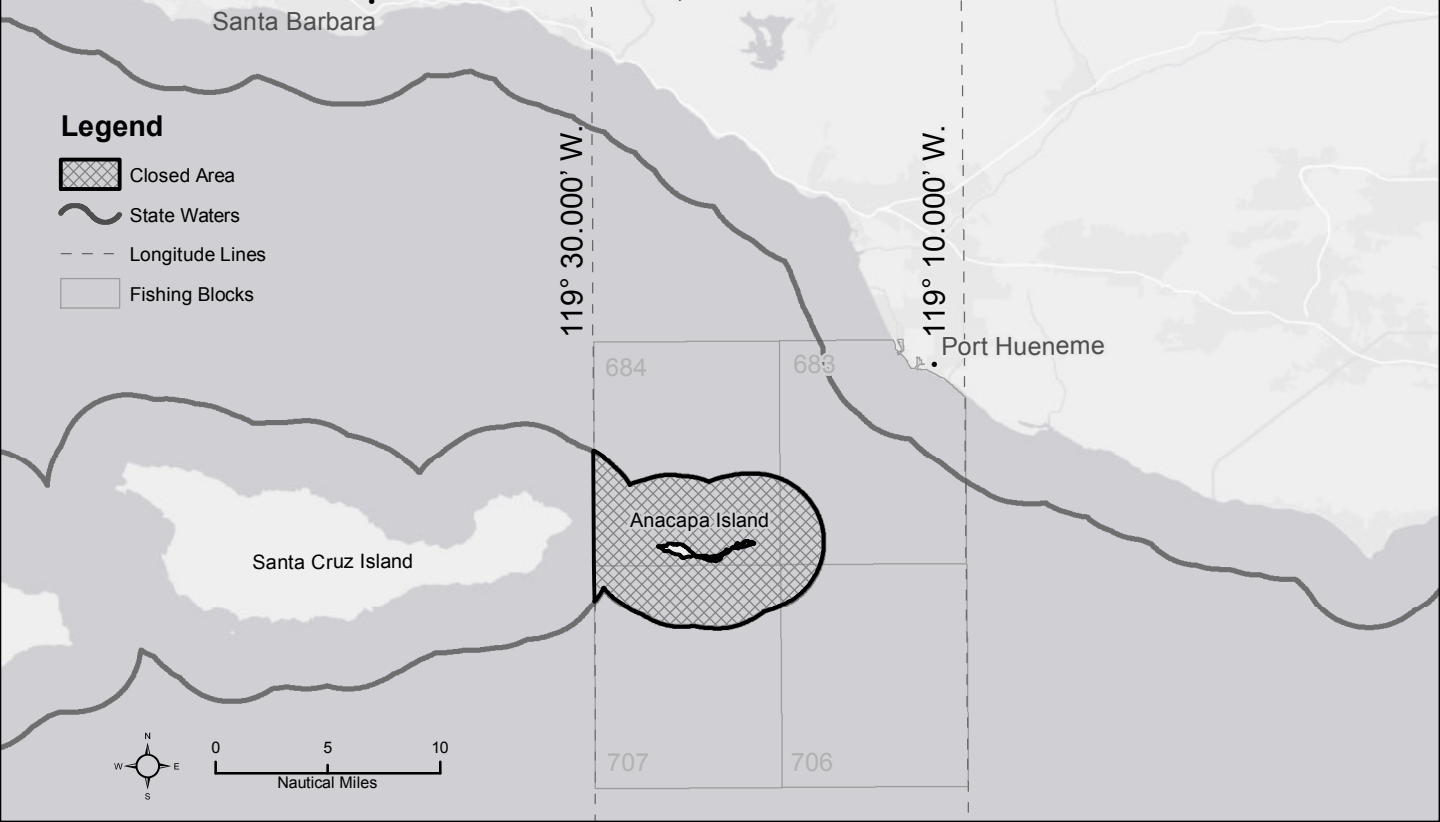 Santa Barbara
Legend
Closed Area
State Waters
Longitude Lines
Fishing Blocks
119° 30.000' W.
119° 10.000' W.
Port Hueneme
684
683
Anacapa Island
Santa Cruz Island
707
706
N
W
E
S
0 5 10
Nautical Miles